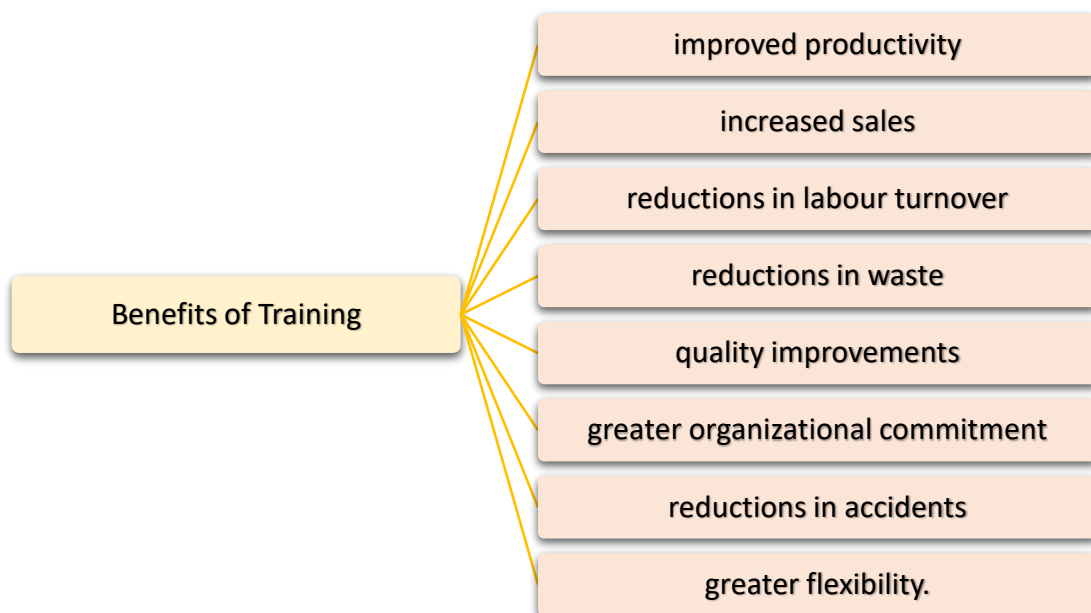 Benefits of Training
improved productivity
increased sales
reductions in labour turnover
reductions in waste
quality improvements
greater organizational commitment
reductions in accidents
greater flexibility.